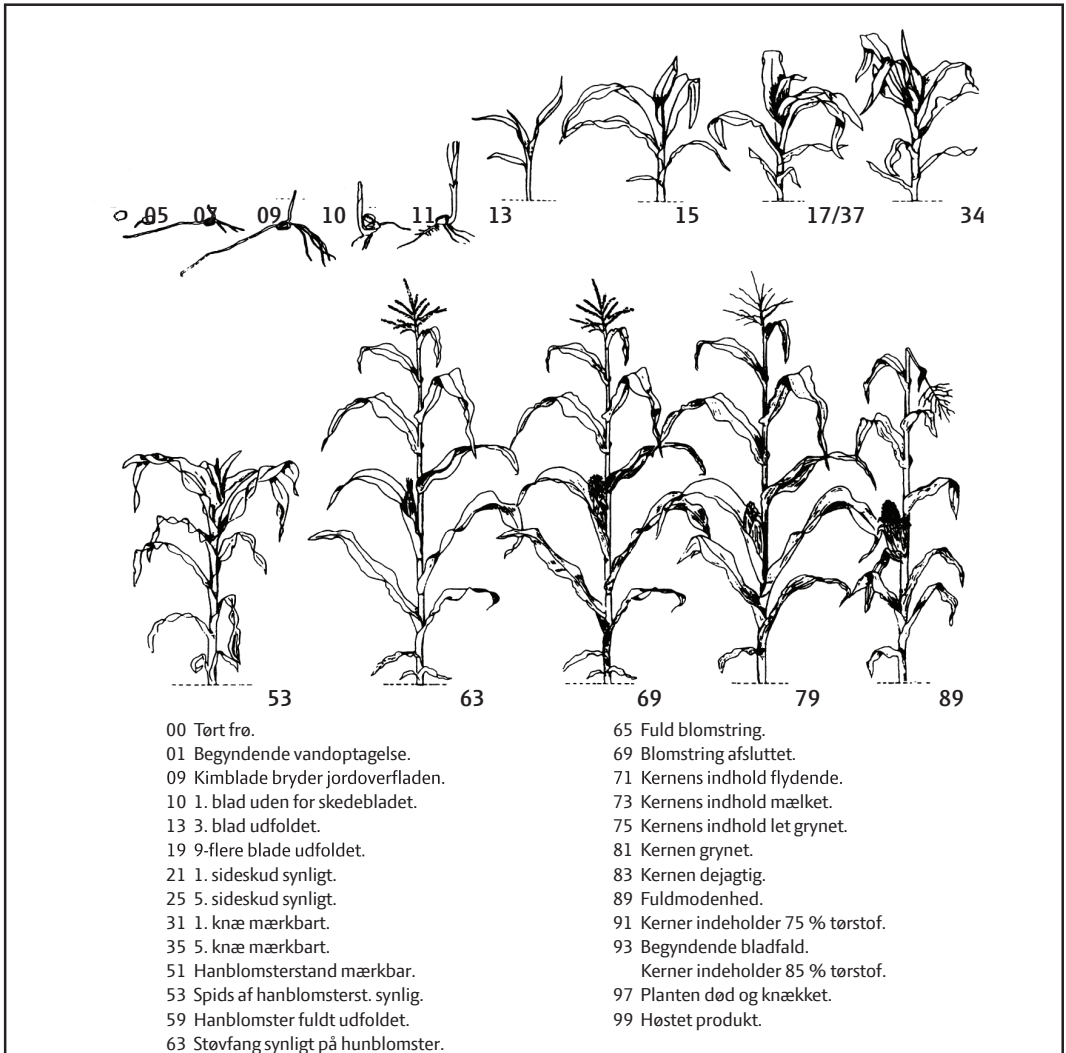 05 07 09 10 11 13 15 17/37 34
53 63 69 79 89
00 Tørt frø.
01 Begyndende vandoptagelse.
09 Kimblade bryder jordoverfladen.
10 1. blad uden for skedebladet.
13 3. blad udfoldet.
19 9-flere blade udfoldet.
21 1. sideskud synligt.
25 5. sideskud synligt.
31 1. knæ mærkbart.
35 5. knæ mærkbart.
51 Hanblomsterstand mærkbar.
53 Spids af hanblomsterst. synlig.
59 Hanblomster fuldt udfoldet.
63 Støvfang synligt på hunblomster.
65 Fuld blomstring.
69 Blomstring afsluttet.
71 Kernens indhold flydende.
73 Kernens indhold mælket.
75 Kernens indhold let grynet.
81 Kernen grynet.
83 Kernen dejagtig.
89 Fuldmodenhed.
91 Kerner indeholder 75 % tørstof.
93 Begyndende bladfald.
Kerner indeholder 85 % tørstof.
97 Planten død og knækket.
99 Høstet produkt.